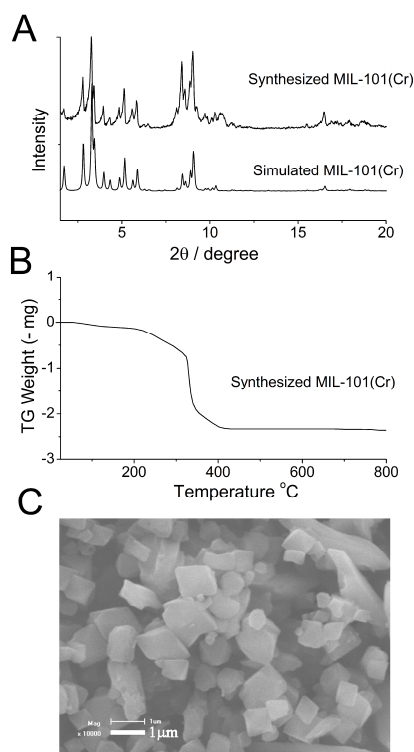 A
Intensity
Synthesized MIL-101(Cr)
Simulated MIL-101(Cr)
5 10 15 20
2θ / degree
B
TG Weight (- mg)
1
0
-1
-2
-3
Synthesized MIL-101(Cr)
200 400 600 800
Temperature °C
C
Mag 1um
x 10000 1μm